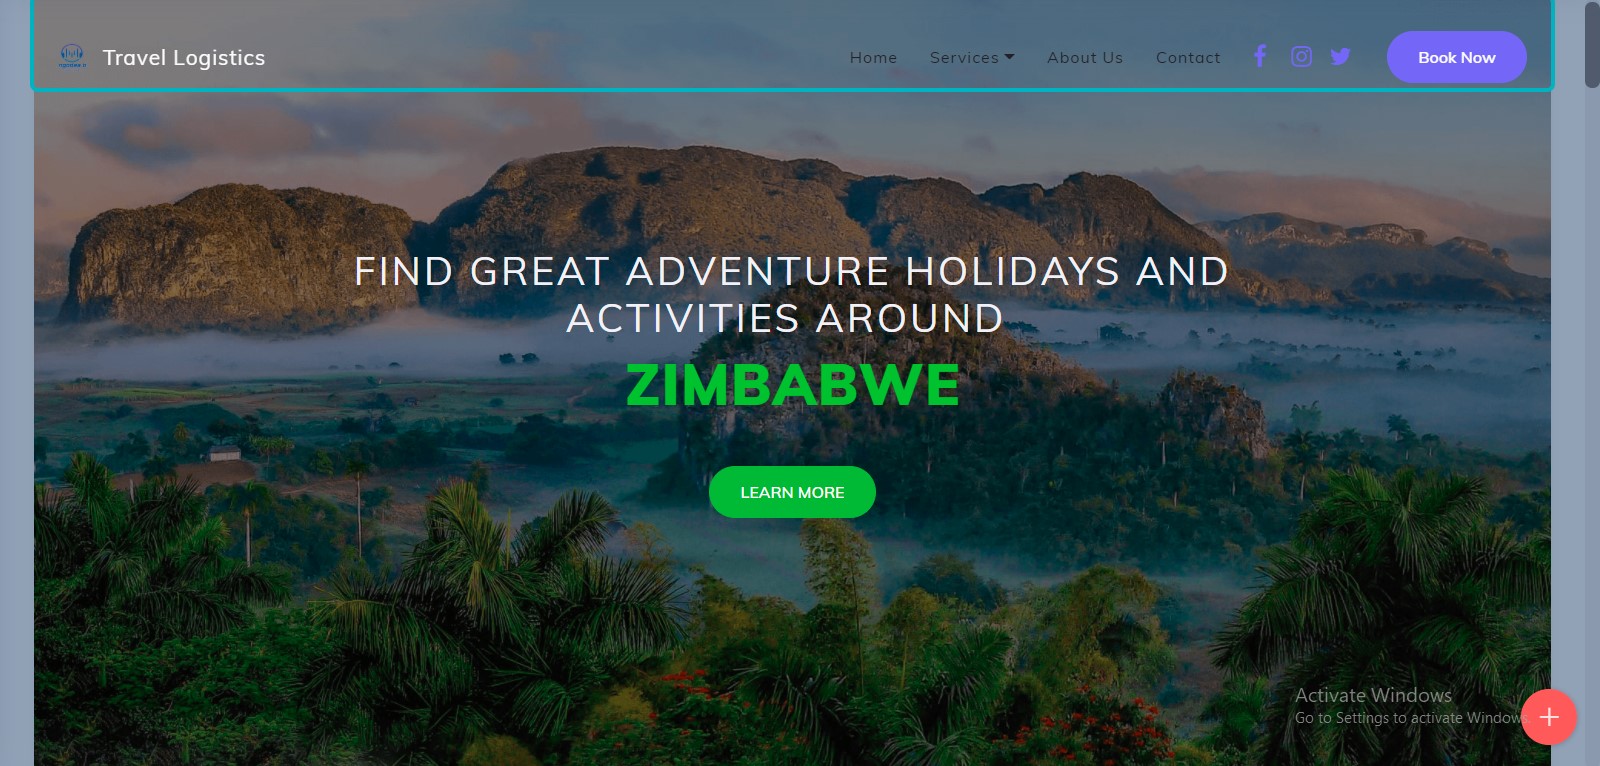 Travel Logistics
Home
Services
About Us
Contact
Book Now
FIND GREAT ADVENTURE HOLIDAYS AND
ACTIVITIES AROUND
ZIMBABWE
LEARN MORE
Activate Windows
Go to Settings to activate Windows.